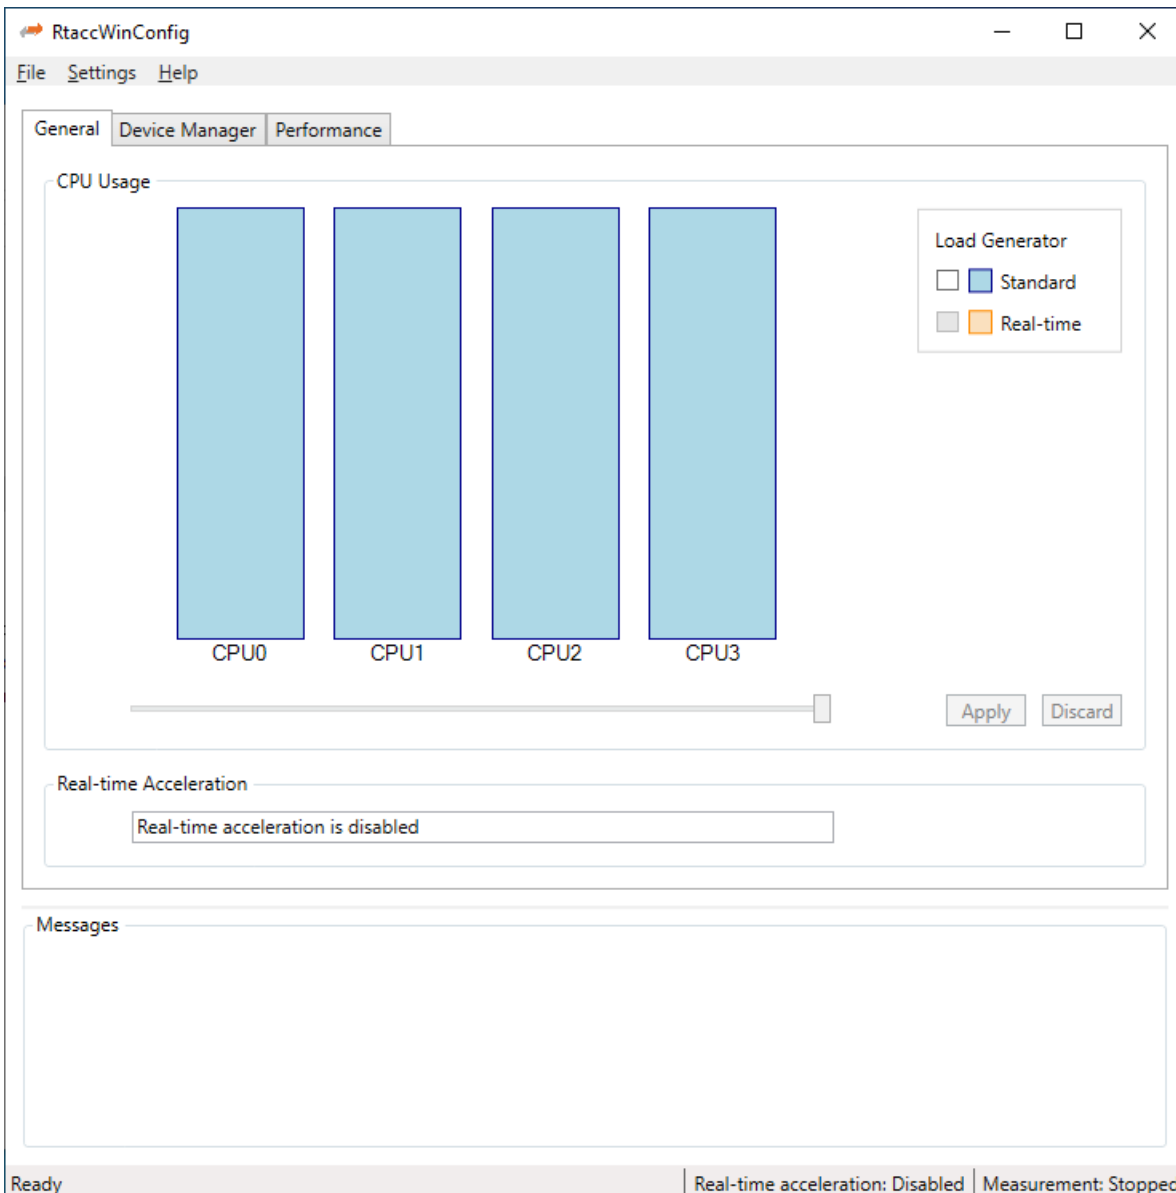 RtaccWinConfig
File Settings Help
General Device Manager Performance
CPU Usage
Load Generator
Standard
Real-time
CPU0 CPU1 CPU2 CPU3
Apply Discard
Real-time Acceleration
Real-time acceleration is disabled
Messages
Ready Real-time acceleration: Disabled Measurement: Stopped